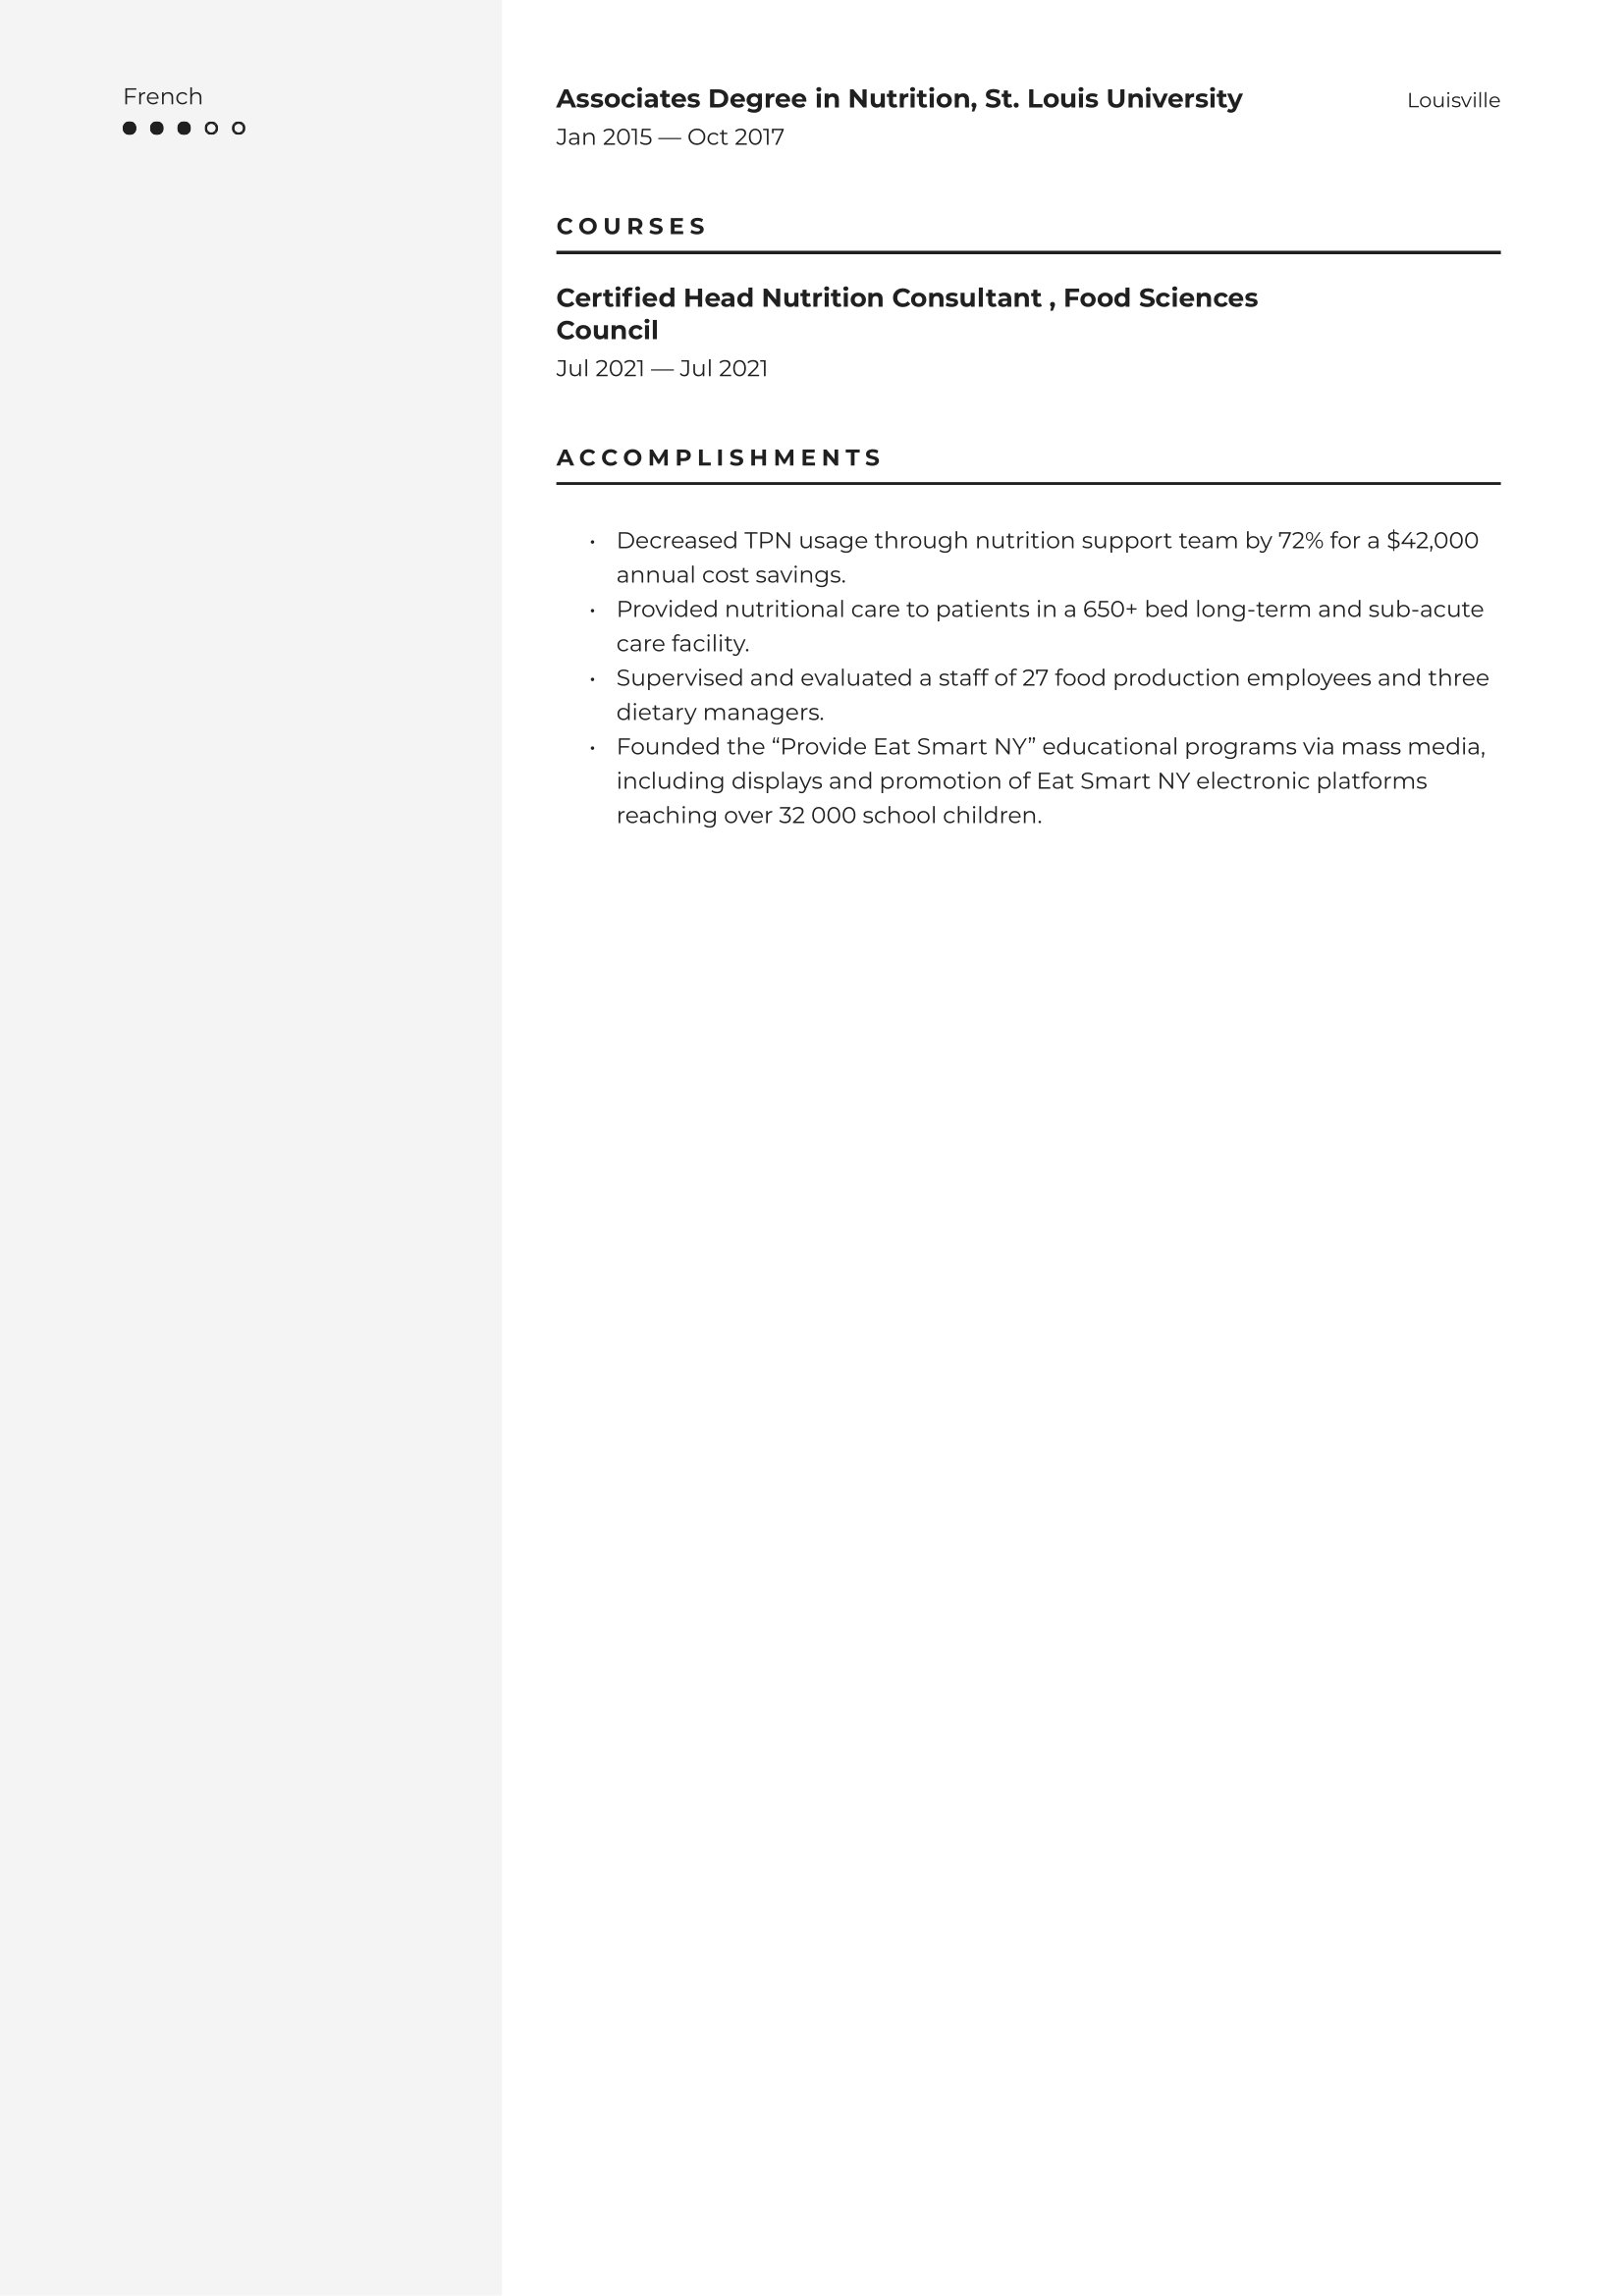 French
Associates Degree in Nutrition, St. Louis University Louisville
Jan 2015 — Oct 2017
COURSES
Certified Head Nutrition Consultant , Food Sciences
Council
Jul 2021 — Jul 2021
ACCOMPLISHMENTS
• Decreased TPN usage through nutrition support team by 72% for a $42,000
annual cost savings.
• Provided nutritional care to patients in a 650+ bed long-term and sub-acute
care facility.
• Supervised and evaluated a staff of 27 food production employees and three
dietary managers.
• Founded the “Provide Eat Smart NY” educational programs via mass media,
including displays and promotion of Eat Smart NY electronic platforms
reaching over 32 000 school children.